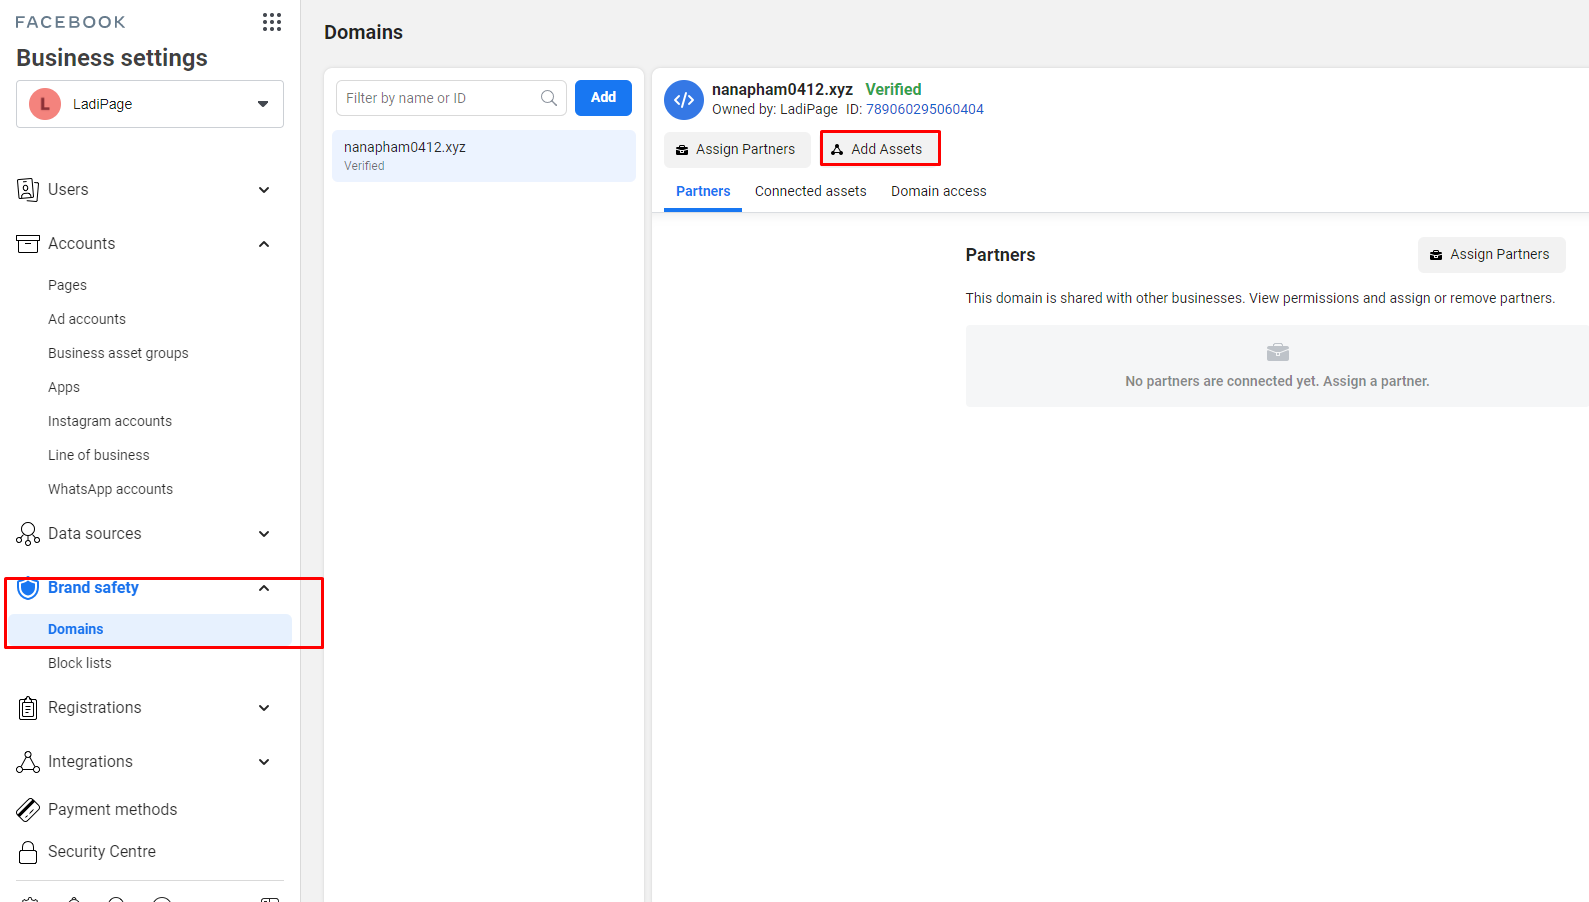 FACEBOOK
Business settings
L
LadiPage
Users
Accounts
Pages
Ad accounts
Business asset groups
Apps
Instagram accounts
Line of business
WhatsApp accounts
Data sources
Brand safety
Domains
Block lists
Registrations
Integrations
Payment methods
Security Centre
Domains
Filter by name or ID
Add
nanapham0412.xyz
Verified
nanapham0412.xyz Verified
Owned by: LadiPage ID: 789060295060404
Assign Partners Add Assets
Partners Connected assets Domain access
Partners Assign Partners
This domain is shared with other businesses. View permissions and assign or remove partners.
No partners are connected yet. Assign a partner.